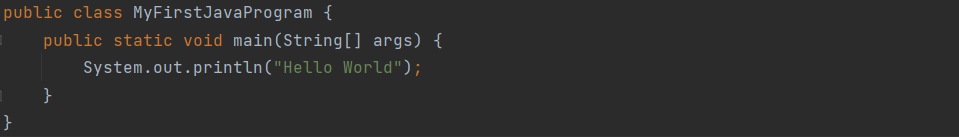 public class MyFirstJavaProgram {
    public static void main(String[] args) {
        System.out.println("Hello World");
    }
}